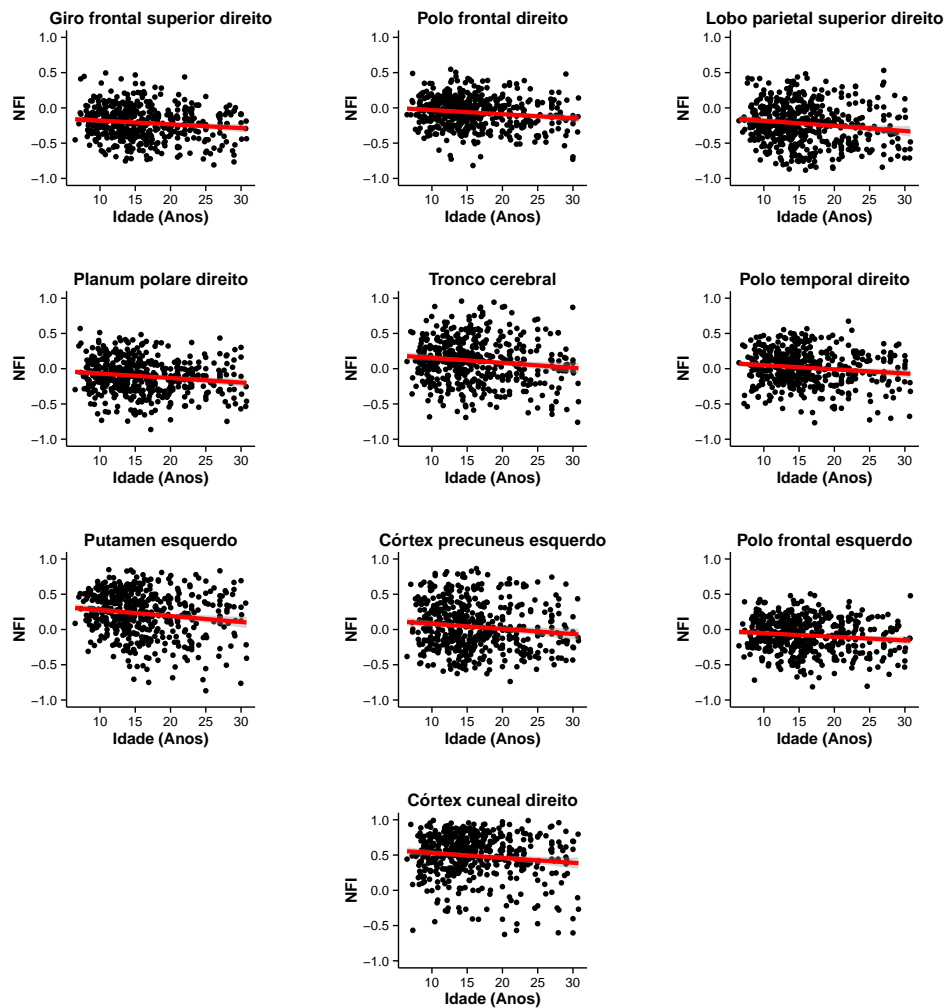 Giro frontal superior direito
1.0
0.5
0.0
−0.5
−1.0
NFI
10 15 20 25 30
Idade (Anos)
Polo frontal direito
1.0
0.5
0.0
−0.5
−1.0
NFI
10 15 20 25 30
Idade (Anos)
Lobo parietal superior direito
1.0
0.5
0.0
−0.5
−1.0
NFI
10 15 20 25 30
Idade (Anos)
Planum polare direito
1.0
0.5
0.0
−0.5
−1.0
NFI
10 15 20 25 30
Idade (Anos)
Tronco cerebral
1.0
0.5
0.0
−0.5
−1.0
NFI
10 15 20 25 30
Idade (Anos)
Polo temporal direito
1.0
0.5
0.0
−0.5
−1.0
NFI
10 15 20 25 30
Idade (Anos)
Putamen esquerdo
1.0
0.5
0.0
−0.5
−1.0
NFI
10 15 20 25 30
Idade (Anos)
Córtex precuneus esquerdo
1.0
0.5
0.0
−0.5
−1.0
NFI
10 15 20 25 30
Idade (Anos)
Polo frontal esquerdo
1.0
0.5
0.0
−0.5
−1.0
NFI
10 15 20 25 30
Idade (Anos)
Córtex cuneal direito
1.0
0.5
0.0
−0.5
−1.0
NFI
10 15 20 25 30
Idade (Anos)